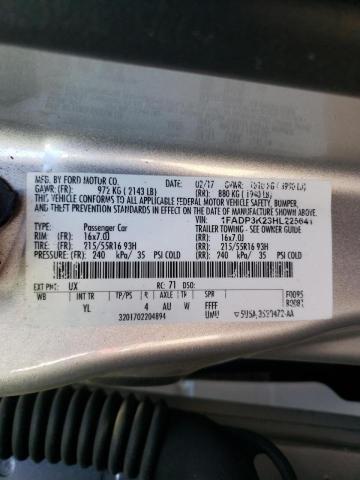 MFD. BY FORD MOTOR CO.
02/17
GAWR: (FR): 972 KG ( 2143 LB)
(RR): 880 KG ( 1940 LB)
THIS VEHICLE CONFORMS TO ALL APPLICABLE FEDERAL MOTOR VEHICLE SAFETY, BUMPER,
AND THEFT PREVENTION STANDARDS IN EFFECT ON THE DATE OF MANUFACTURE SHOWN ABOVE.
VIN:
TYPE: Passenger Car
TRAILER TOWING - SEE OWNER GUIDE
RIM: (FR) 16x7.0J
(RR): 16x7.0J
TIRE: (FR) 215/55R16 93H
(RR) 215/55R16 93H
PRESSURE: (FR) 240 kPa/ 35 PSI COLD
(RR): 240 kPa/ 35 PSI COLD
EXT PNT: UX
RC: 71 DSO:
WB INT TR TP/PS R AXLE TR SPR
YL 4 AU W UWU
F0095
3201702204894